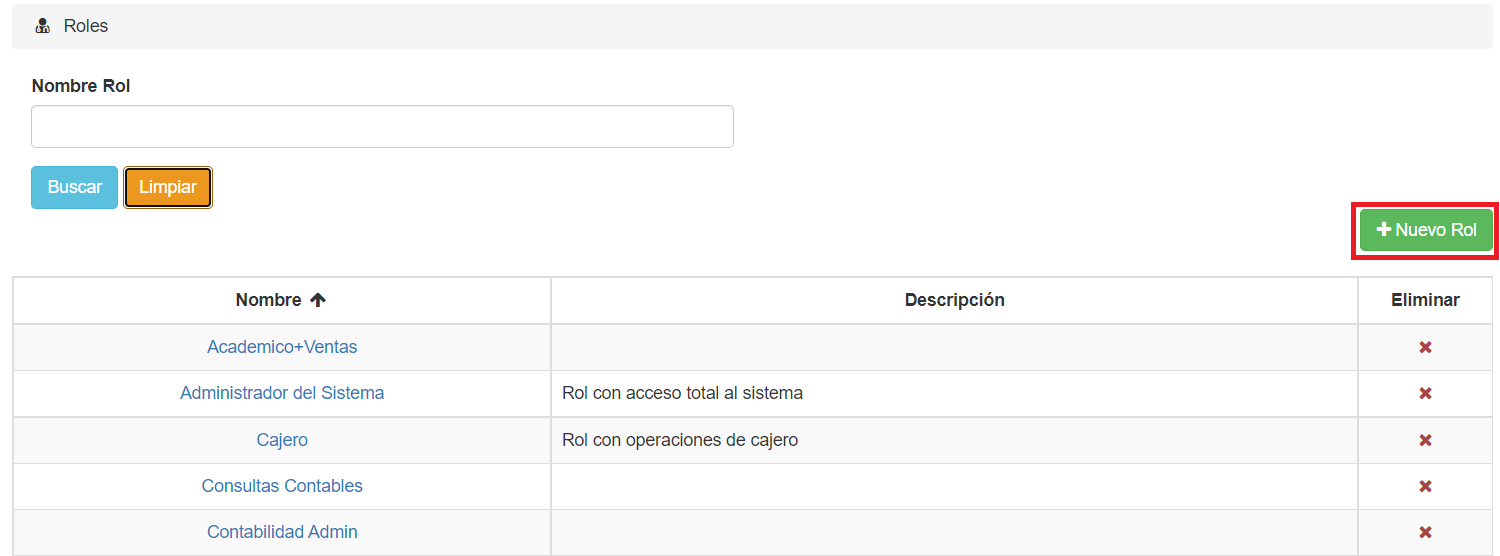 Roles
Nombre Rol
Buscar Limpiar
Nuevo Rol
Nombre Descripción Eliminar
Academico+Ventas
Administrador del Sistema Rol con acceso total al sistema
Cajero Rol con operaciones de cajero
Consultas Contables
Contabilidad Admin